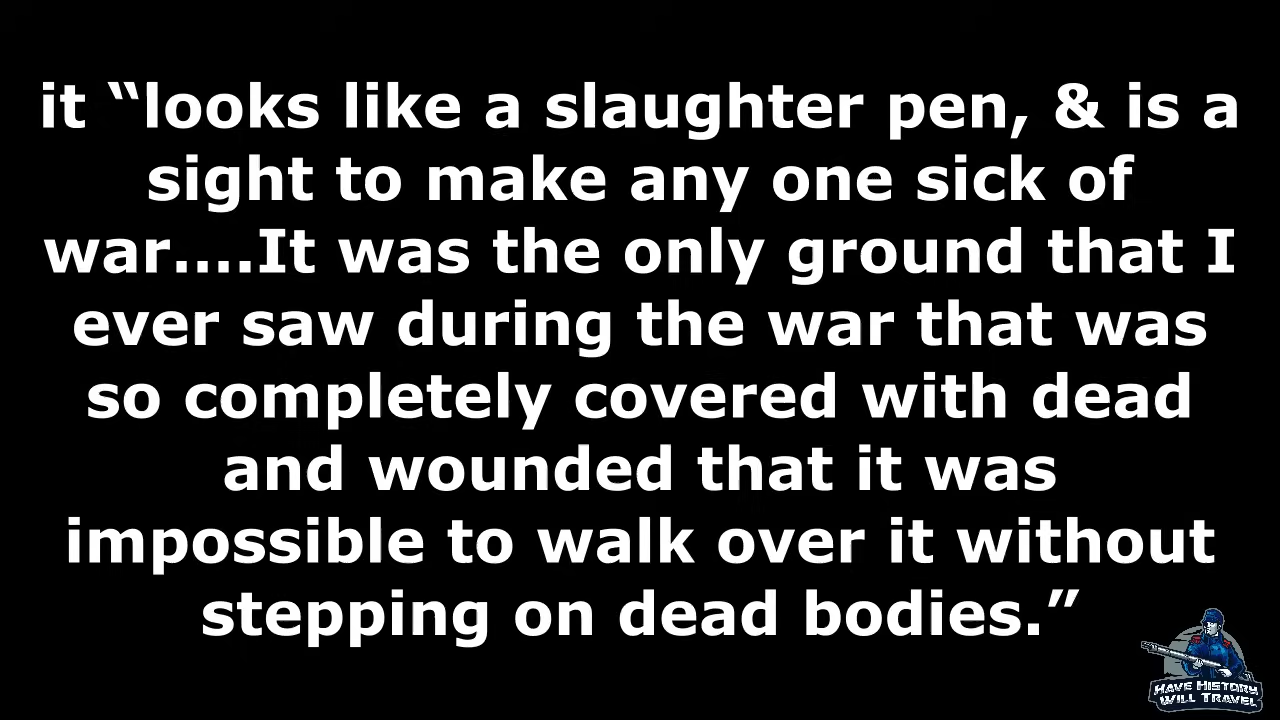 it “looks like a slaughter pen, & is a
sight to make any one sick of
war....It was the only ground that I
ever saw during the war that was
so completely covered with dead
and wounded that it was
impossible to walk over it without
stepping on dead bodies.”
HAVE HISTORY
WILL TRAVEL